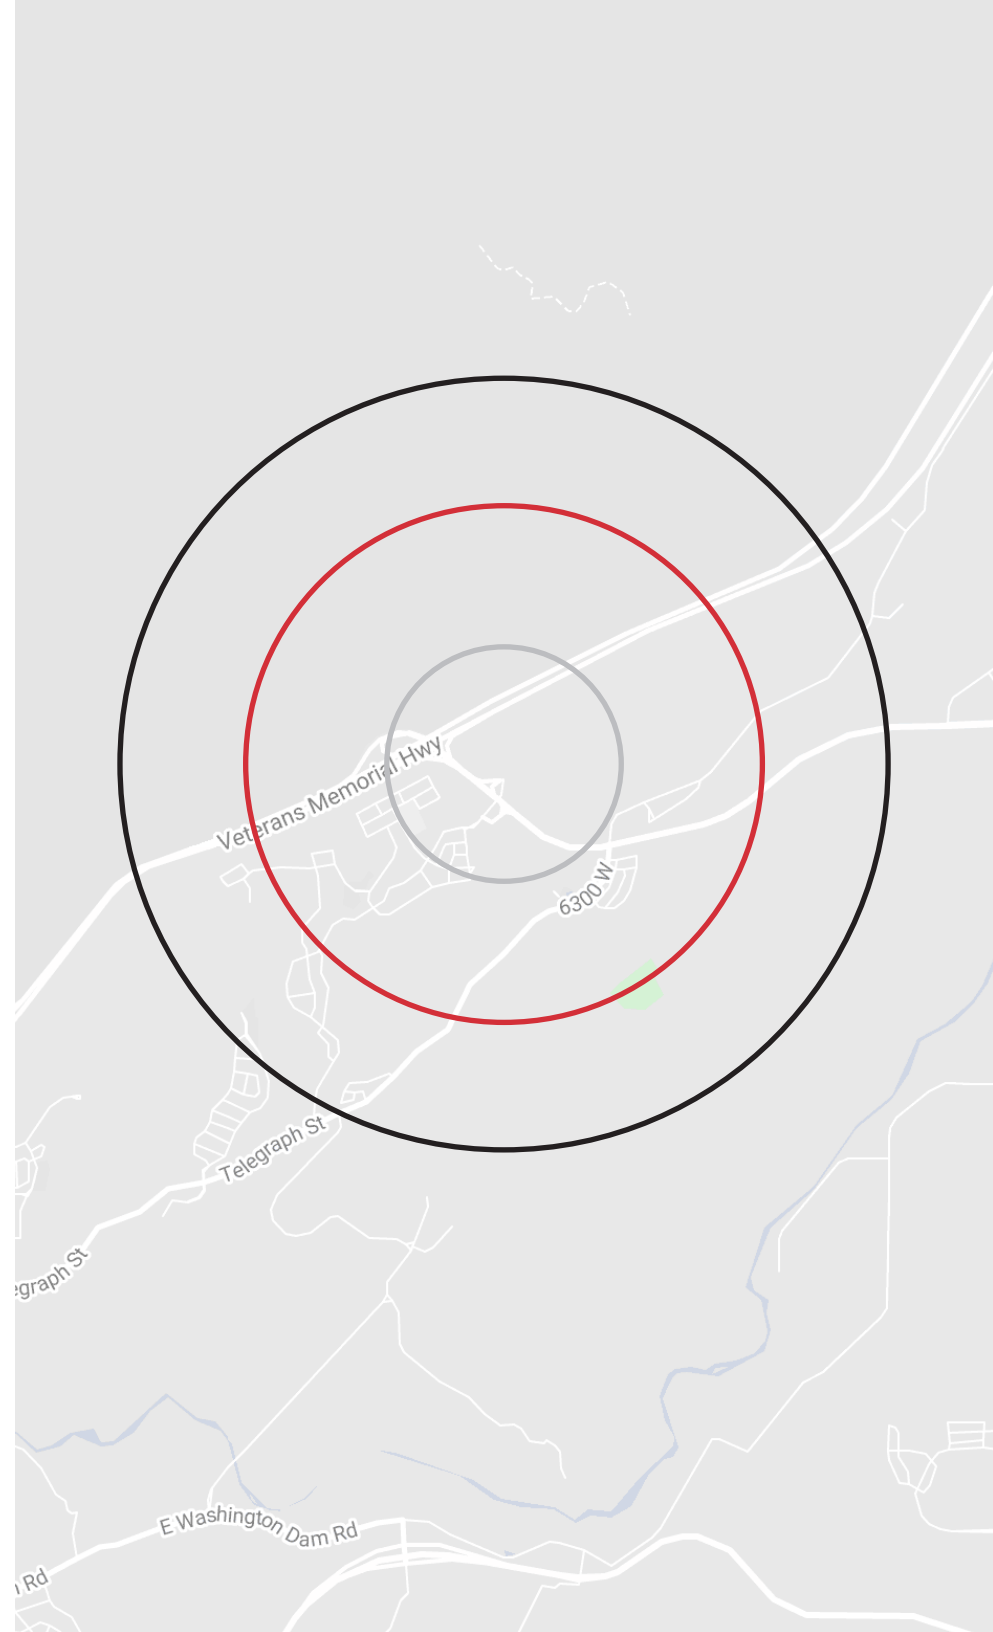 Veterans Memorial Hwy
6300 W
Telegraph St
egraph St
E Washington Dam Rd
n Rd